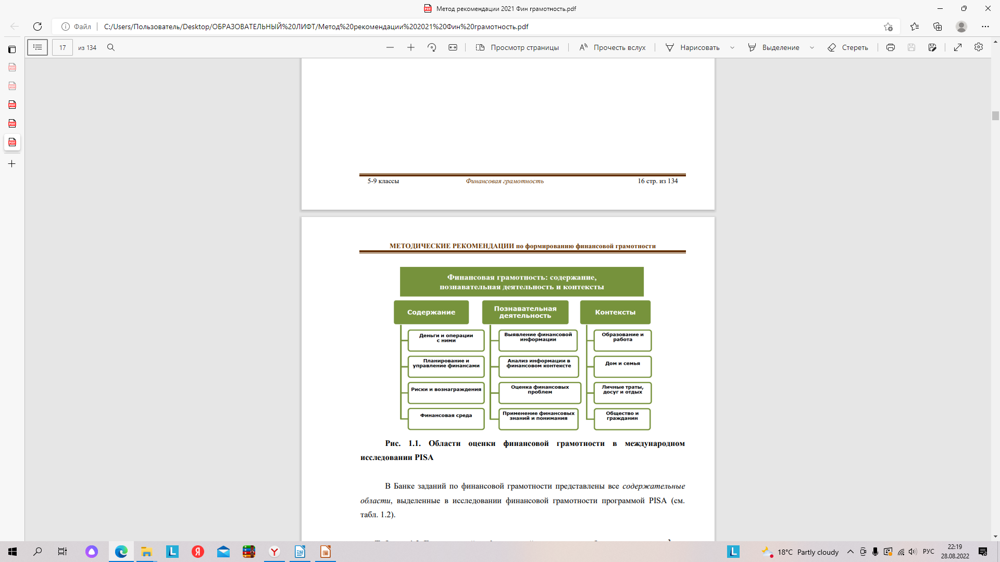 Метод рекомендации 2021 Фин грамотность.pdf
Файл
C:/Users/Пользователь/Desktop/ОБРАЗОВАТЕЛЬНЫЙ%20ЛИФТ/Метод%20рекомендации%202021%20Фин%20грамотность.pdf
17 из 134
Просмотр страницы
Прочесть вслух
Нарисовать
Выделение
Стереть
5-9 классы
Финансовая грамотность
16 стр. из 134
МЕТОДИЧЕСКИЕ РЕКОМЕНДАЦИИ по формированию финансовой грамотности
Финансовая грамотность: содержание,
познавательная деятельность и контексты
Содержание
Деньги и операции
с ними
Планирование и
управление финансами
Риски и вознаграждения
Финансовая среда
Познавательная
деятельность
Выявление финансовой
информации
Анализ информации в
финансовом контексте
Оценка финансовых
проблем
Применение финансовых
знаний и понимания
Контексты
Образование и
работа
Дом и семья
Личные траты,
досуг и отдых
Общество и
гражданин
Рис. 1.1. Области оценки финансовой грамотности в международном
исследовании PISA
В Банке заданий по финансовой грамотности представлены все содержательные
области, выделенные в исследовании финансовой грамотности программой PISA (см.
табл. 1.2).
18°C Partly cloudy
РУС
22:19
28.08.2022